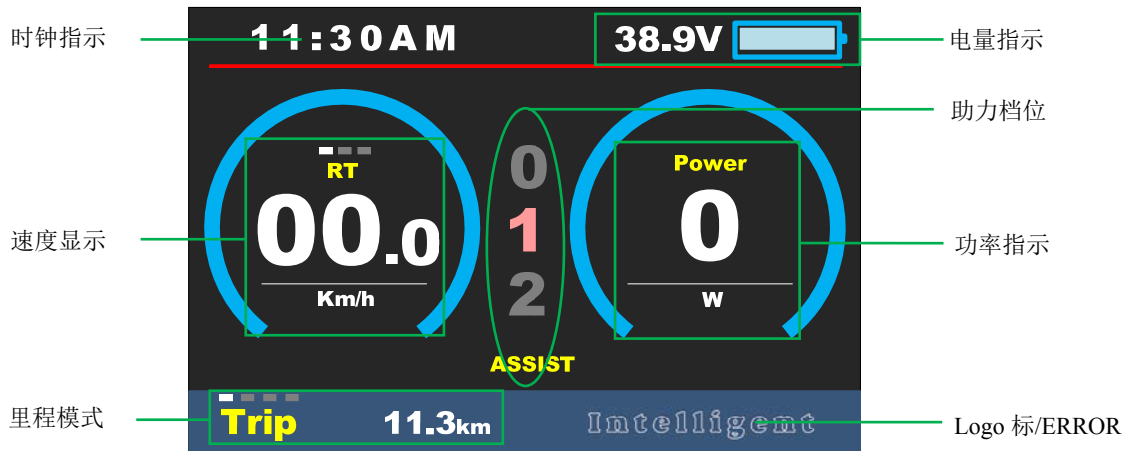 时钟指示
11:30AM
38.9V
电量指示
助力档位
RT
00.0
Km/h
0
1
2
ASSIST
Power
0
W
速度显示
功率指示
里程模式
Trip 11.3km
Intelligent
Logo 标/ERROR